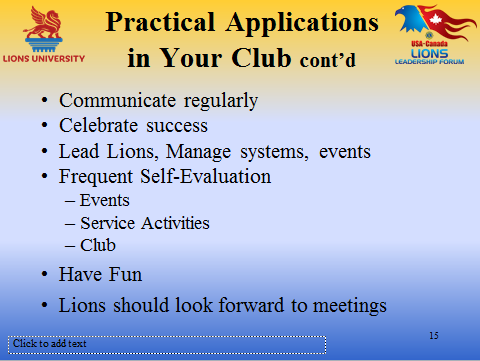 Practical Applications
in Your Club cont’d
LIONS UNIVERSITY
USA-Canada
LIONS
LEADERSHIP FORUM
• Communicate regularly
• Celebrate success
• Lead Lions, Manage systems, events
• Frequent Self-Evaluation
– Events
– Service Activities
– Club
• Have Fun
• Lions should look forward to meetings
Click to add text
15